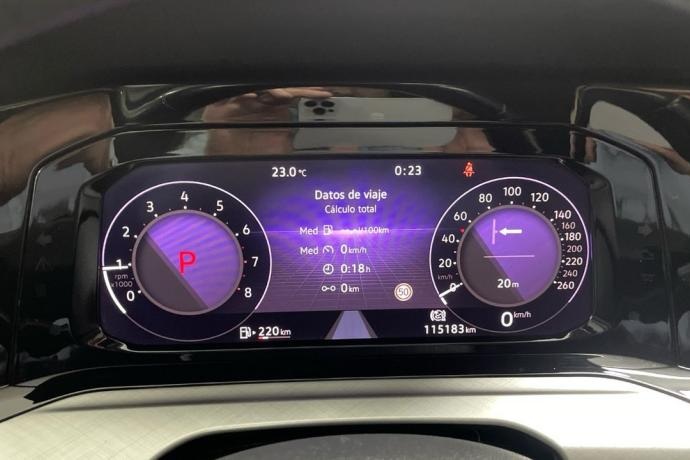 23.0 °C 0:23
Datos de viaje
Cálculo total
Med --.- l/100km
Med 0 km/h
0:18 h
0 km
50
0 1 2 3 4 5 6 7 8
rpm
x1000
P
0 20 40 60 80 100 120 140 160 180 200 220 240 260
km/h
20 m
0 km/h
220 km
115183 km